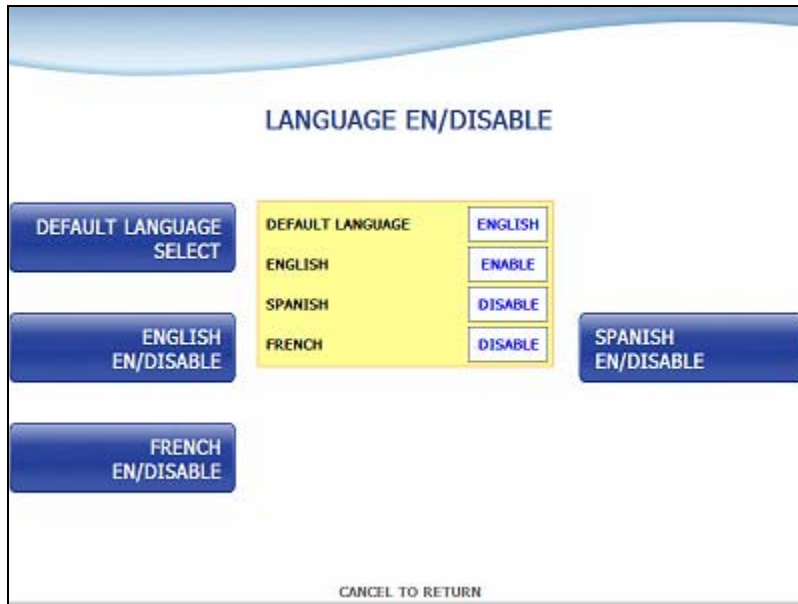 LANGUAGE EN/DISABLE
DEFAULT LANGUAGE
SELECT
DEFAULT LANGUAGE ENGLISH
ENGLISH ENABLE
SPANISH DISABLE
FRENCH DISABLE
ENGLISH
EN/DISABLE
SPANISH
EN/DISABLE
FRENCH
EN/DISABLE
CANCEL TO RETURN